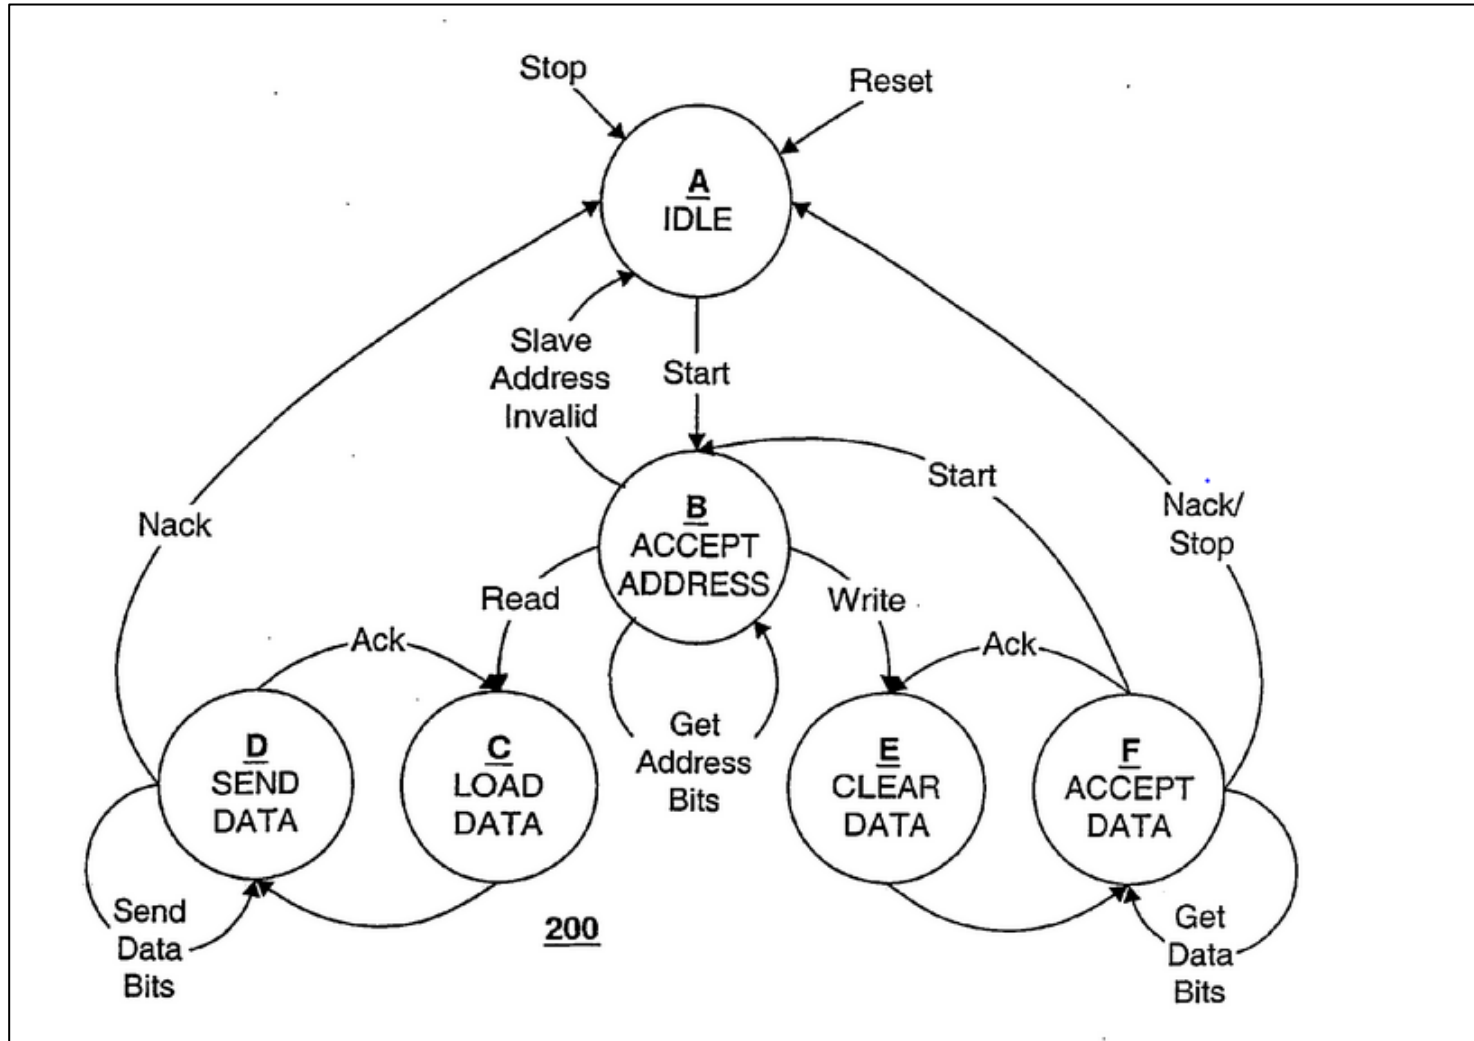 Stop
Reset
A
IDLE
Slave
Address
Invalid
Start
Start
Nack/
Stop
Nack
B
ACCEPT
ADDRESS
Read
Write
Ack
Ack
D
SEND
DATA
C
LOAD
DATA
Get
Address
Bits
E
CLEAR
DATA
F
ACCEPT
DATA
Send
Data
Bits
200
Get
Data
Bits